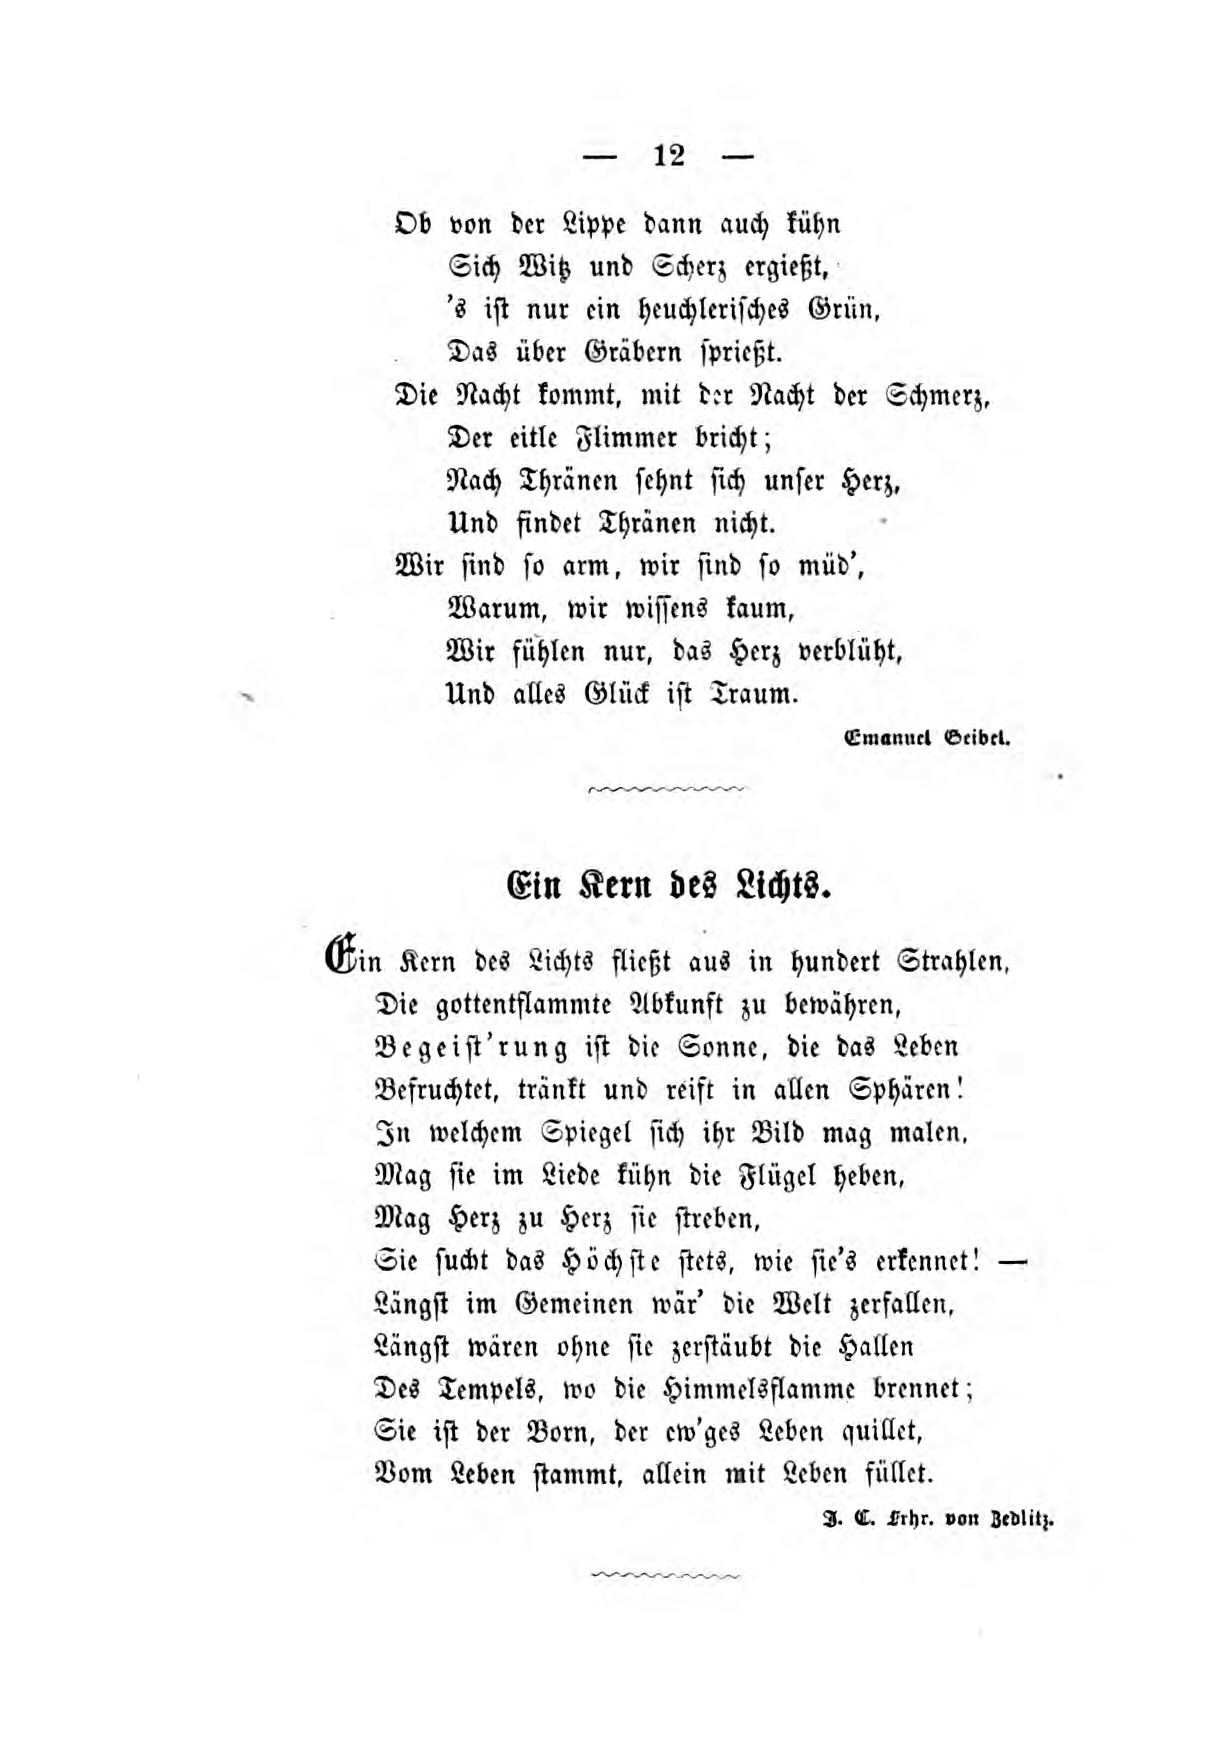 — 12 —
Ob von der Lippe dann auch kühn
Sich Witz und Scherz ergießt,
's ist nur ein heuchlerisches Grün,
Das über Gräbern sprießt.
Die Nacht kommt, mit der Nacht der Schmerz,
Der eitle Flimmer bricht;
Nach Thränen sehnt sich unser Herz,
Und findet Thränen nicht.
Wir sind so arm, wir sind so müd',
Warum, wir wissens kaum,
Wir fühlen nur, das Herz verblüht,
Und alles Glück ist Traum.
Emanuel Geibel.
Ein Kern des Lichts.
Ein Kern des Lichts fließt aus in hundert Strahlen,
Die gottentflammte Abkunft zu bewähren,
Begeist'rung ist die Sonne, die das Leben
Befruchtet, tränkt und reift in allen Sphären!
In welchem Spiegel sich ihr Bild mag malen,
Mag sie im Liede kühn die Flügel heben,
Mag Herz zu Herz sie streben,
Sie sucht das Höchste stets, wie sie's erkennet! —
Längst im Gemeinen wär' die Welt zerfallen,
Längst wären ohne sie zerstäubt die Hallen
Des Tempels, wo die Himmelsflamme brennet;
Sie ist der Born, der ew'ges Leben quillet,
Vom Leben stammt, allein mit Leben füllet.
J. C. Frhr. von Zedlitz.